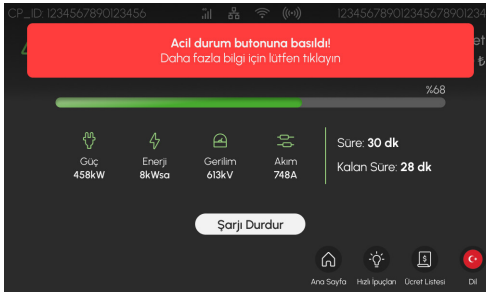 CP_ID: 1234567890123456
1234567890123456789012​34
Acil durum butonuna basıldı!
Daha fazla bilgi için lütfen tıklayın
et
₺
%68
Güç
458kW
Enerji
8kWsa
Gerilim
613kV
Akım
748A
Süre: 30 dk
Kalan Süre: 28 dk
Şarjı Durdur
Ana Sayfa
Hızlı İpuçları
Ücret Listesi
Dil